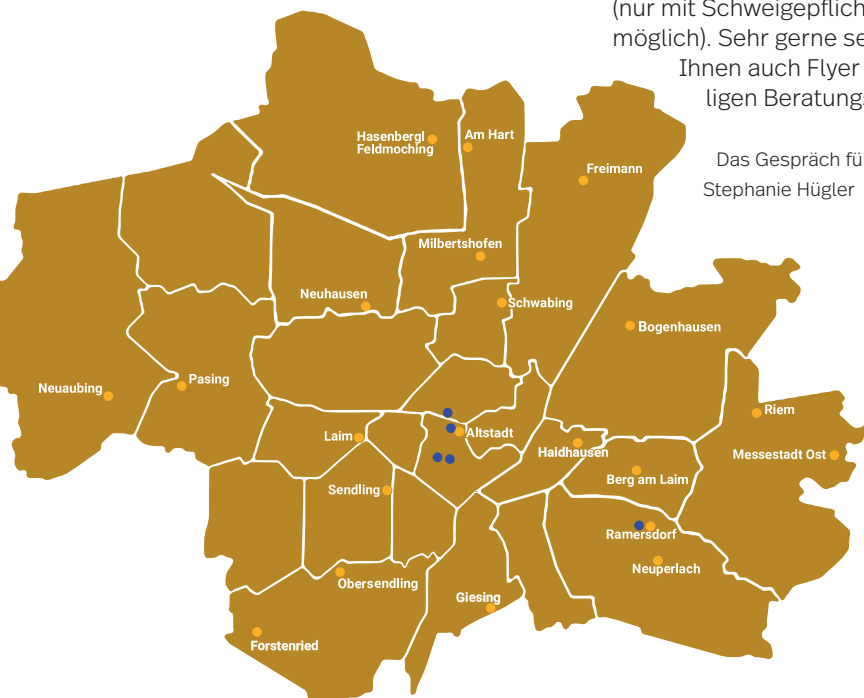 (nur mit Schweigepflich
möglich). Sehr gerne se
Ihnen auch Flyer
ligen Beratung
Das Gespräch fü
Stephanie Hügler
Hasenbergl
Feldmoching
Am Hart
Freimann
Milbertshofen
Neuhausen
Schwabing
Bogenhausen
Neuaubing
Pasing
Riem
Laim
Altstadt
Haidhausen
Messestadt Ost
Berg am Laim
Sendling
Ramersdorf
Neuperlach
Obersendling
Giesing
Forstenried